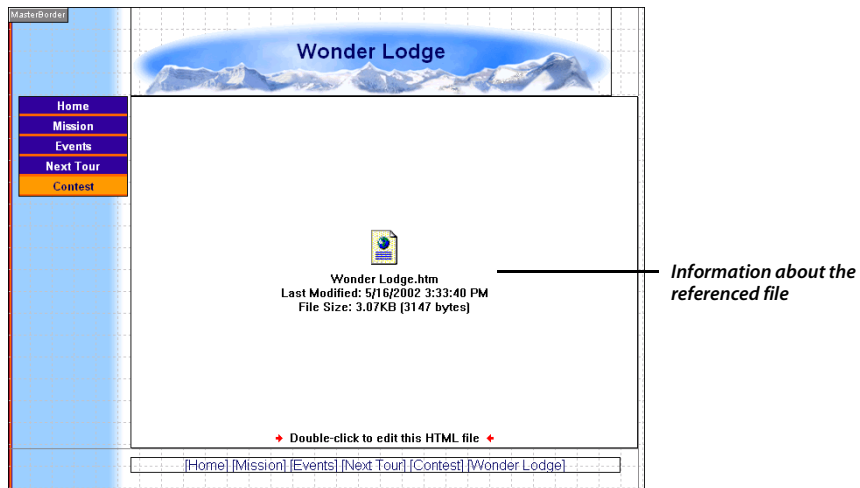 MasterBorder
Wonder Lodge
Home
Mission
Events
Next Tour
Contest
Wonder Lodge.htm
Last Modified: 5/16/2002 3:33:40 PM
File Size: 3.07KB (3147 bytes)
Information about the
referenced file
Double-click to edit this HTML file
[Home] [Mission] [Events] [Next Tour] [Contest] [Wonder Lodge]